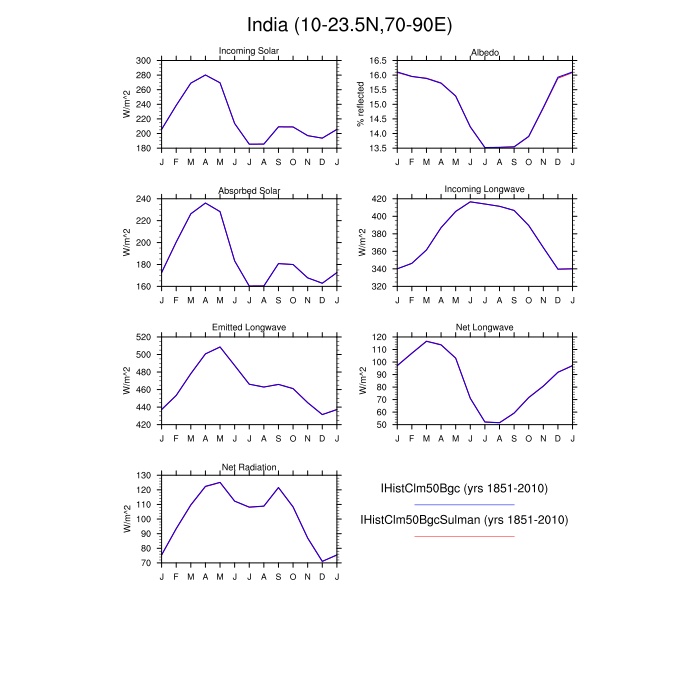 India (10-23.5N,70-90E)
Incoming Solar
W/m^2
300
280
260
240
220
200
180
J F M A M J J A S O N D J
Albedo
% reflected
16.5
16.0
15.5
15.0
14.5
14.0
13.5
J F M A M J J A S O N D J
Absorbed Solar
W/m^2
240
220
200
180
160
J F M A M J J A S O N D J
Incoming Longwave
W/m^2
420
400
380
360
340
320
J F M A M J J A S O N D J
Emitted Longwave
W/m^2
520
500
480
460
440
420
J F M A M J J A S O N D J
Net Longwave
W/m^2
120
110
100
90
80
70
60
50
J F M A M J J A S O N D J
Net Radiation
W/m^2
130
120
110
100
90
80
70
J F M A M J J A S O N D J
IHistClm50Bgc (yrs 1851-2010)
IHistClm50BgcSulman (yrs 1851-2010)